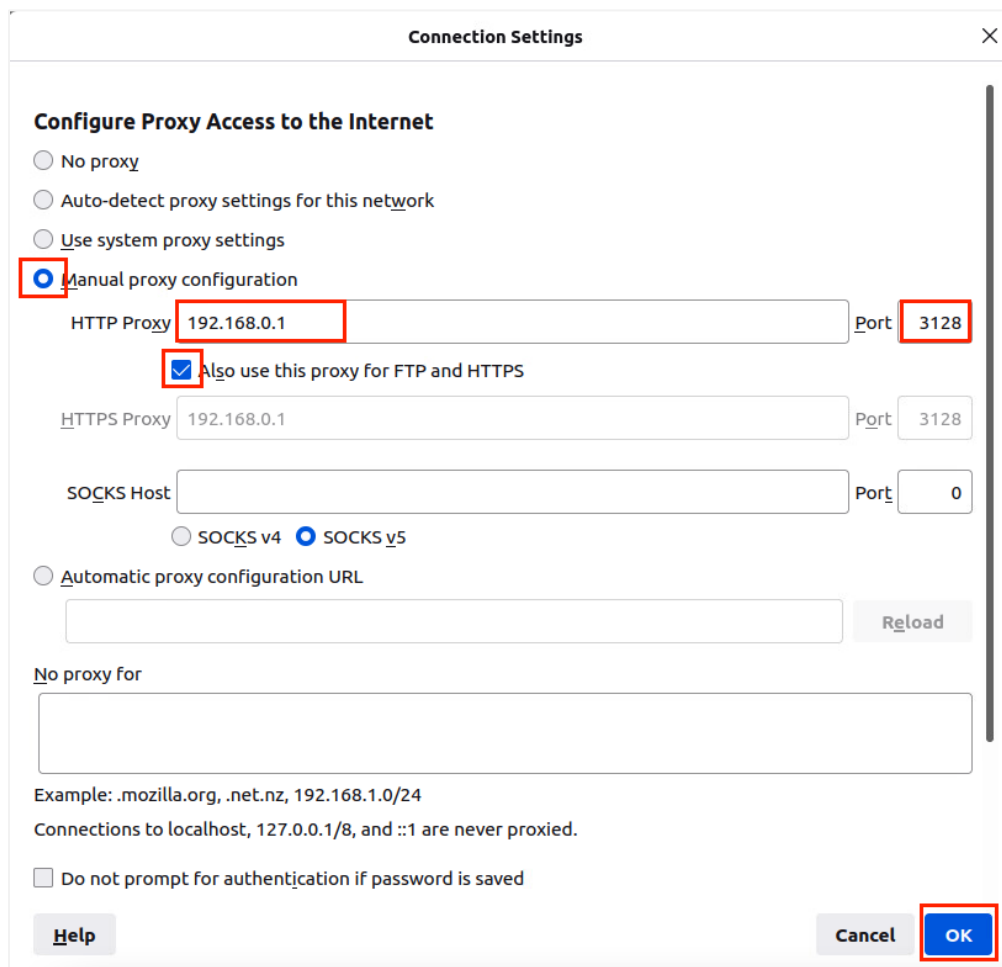 Connection Settings
Configure Proxy Access to the Internet
No proxy
Auto-detect proxy settings for this network
Use system proxy settings
Manual proxy configuration
HTTP Proxy 192.168.0.1 Port 3128
Also use this proxy for FTP and HTTPS
HTTPS Proxy 192.168.0.1 Port 3128
SOCKS Host Port 0
SOCKS v4 SOCKS v5
Automatic proxy configuration URL
Reload
No proxy for
Example: .mozilla.org, .net.nz, 192.168.1.0/24
Connections to localhost, 127.0.0.1/8, and ::1 are never proxied.
Do not prompt for authentication if password is saved
Help Cancel OK